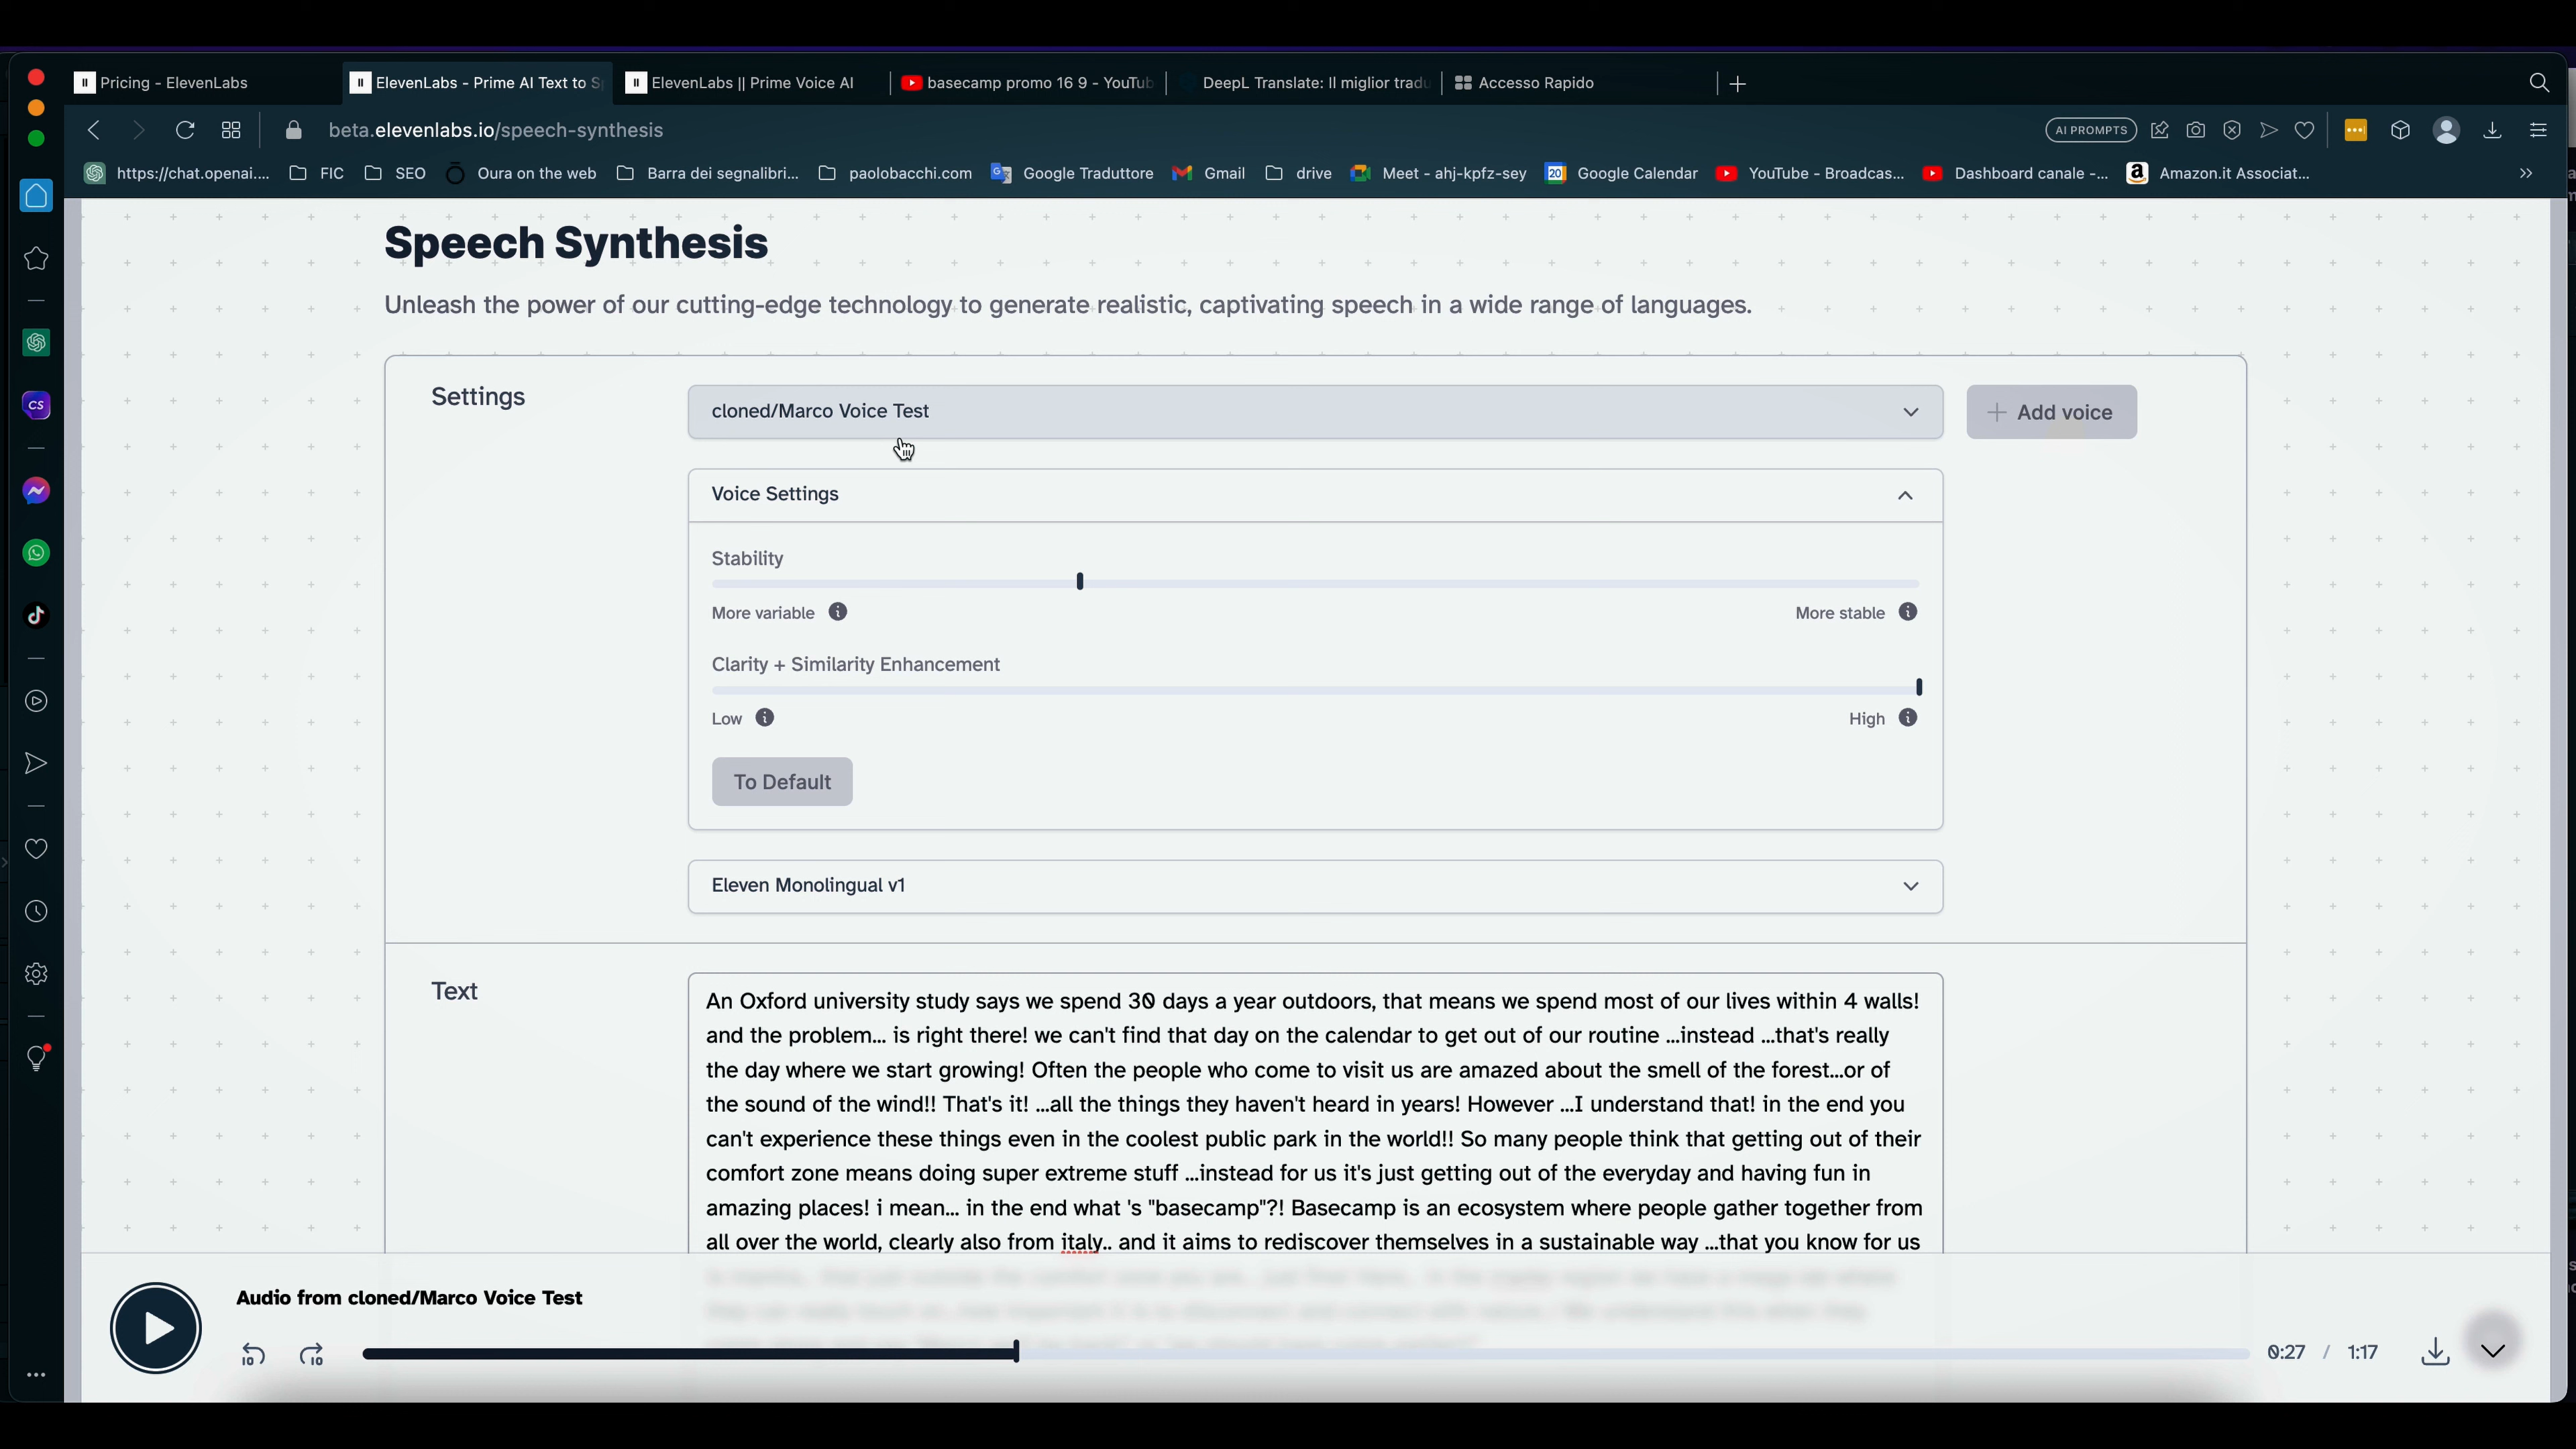 Pricing - ElevenLabs
ElevenLabs - Prime AI Text to Sp
ElevenLabs || Prime Voice AI
basecamp promo 16 9 - YouTub
DeepL Translate: Il miglior tradu
Accesso Rapido
beta.elevenlabs.io/speech-synthesis
AI PROMPTS
https://chat.openai....
FIC
SEO
Oura on the web
Barra dei segnalibri...
paolobacchi.com
Google Traduttore
Gmail
drive
Meet - ahj-kpfz-sey
20
Google Calendar
YouTube - Broadcas...
Dashboard canale -...
Amazon.it Associat...
CS
Speech Synthesis
Unleash the power of our cutting-edge technology to generate realistic, captivating speech in a wide range of languages.
Settings
cloned/Marco Voice Test
+ Add voice
Voice Settings
Stability
More variable
More stable
Clarity + Similarity Enhancement
Low
High
To Default
Eleven Monolingual v1
Text
An Oxford university study says we spend 30 days a year outdoors, that means we spend most of our lives within 4 walls!
and the problem... is right there! we can't find that day on the calendar to get out of our routine ...instead ...that's really
the day where we start growing! Often the people who come to visit us are amazed about the smell of the forest...or of
the sound of the wind!! That's it! ...all the things they haven't heard in years! However ...I understand that! in the end you
can't experience these things even in the coolest public park in the world!! So many people think that getting out of their
comfort zone means doing super extreme stuff ...instead for us it's just getting out of the everyday and having fun in
amazing places! i mean... in the end what 's "basecamp"?! Basecamp is an ecosystem where people gather together from
all over the world, clearly also from italy.. and it aims to rediscover themselves in a sustainable way ...that you know for us
Audio from cloned/Marco Voice Test
10
10
0:27 / 1:17